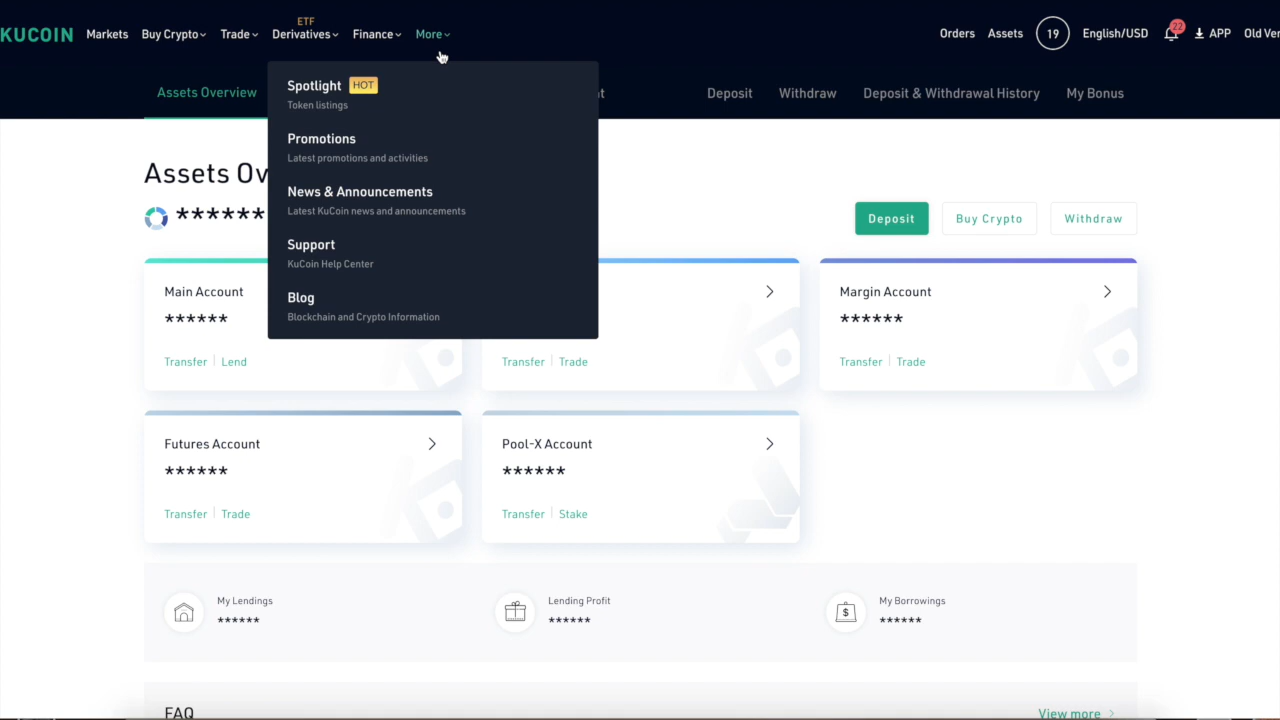 KUCOIN
Markets
Buy Crypto
Trade
ETF
Derivatives
Finance
More
Orders
Assets
19
English/USD
22
APP
Old Ver
Assets Overview
nt
Deposit
Withdraw
Deposit & Withdrawal History
My Bonus
Spotlight HOT
Token listings
Promotions
Latest promotions and activities
News & Announcements
Latest KuCoin news and announcements
Support
KuCoin Help Center
Blog
Blockchain and Crypto Information
Assets Ov
******
Deposit
Buy Crypto
Withdraw
Main Account
******
Transfer | Lend
Transfer | Trade
Margin Account
******
Transfer | Trade
Futures Account
******
Transfer | Trade
Pool-X Account
******
Transfer | Stake
My Lendings
******
Lending Profit
******
$
My Borrowings
******
FAQ
View more